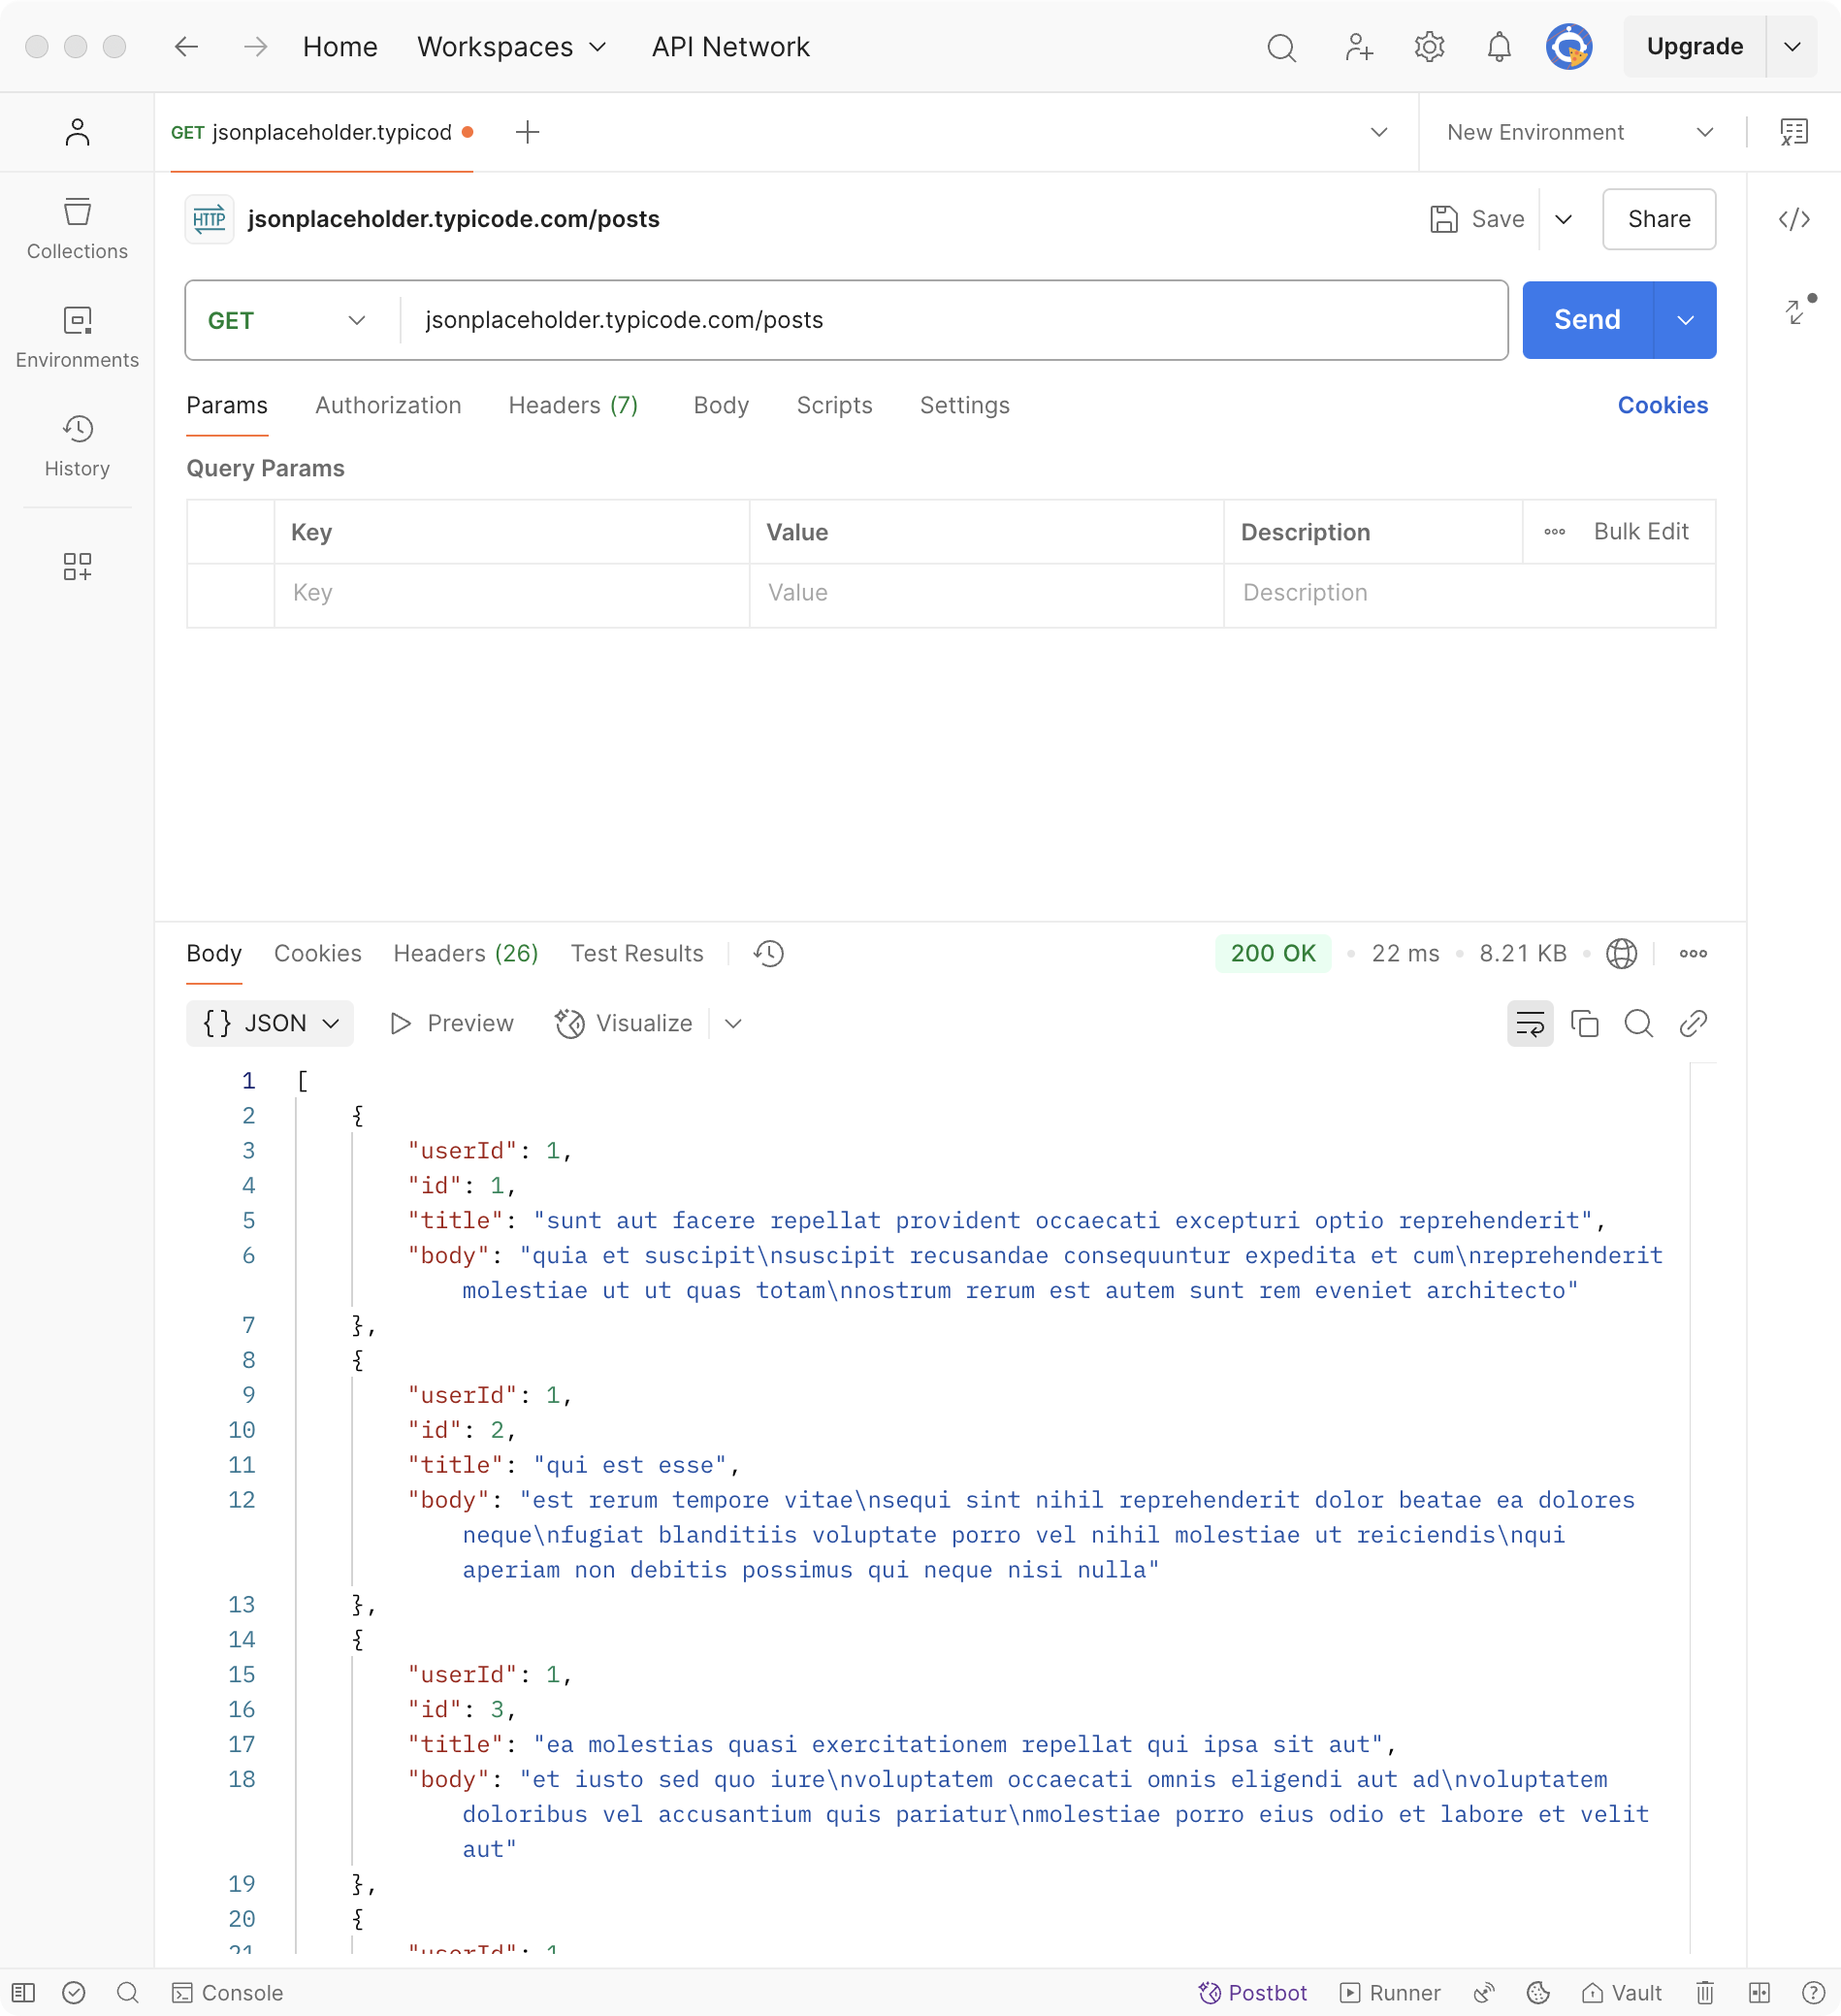 Home Workspaces API Network Upgrade
GET jsonplaceholder.typicod New Environment
Collections
Environments
History
HTTP jsonplaceholder.typicode.com/posts Save Share
GET jsonplaceholder.typicode.com/posts Send
Params Authorization Headers (7) Body Scripts Settings Cookies
Query Params
Key Value Description Bulk Edit
Key Value Description
Body Cookies Headers (26) Test Results 200 OK • 22 ms • 8.21 KB •
{} JSON Preview Visualize
1 [
2 {
3 "userId": 1,
4 "id": 1,
5 "title": "sunt aut facere repellat provident occaecati excepturi optio reprehenderit",
6 "body": "quia et suscipit\nsuscipit recusandae consequuntur expedita et cum\nreprehenderit
molestiae ut ut quas totam\nnostrum rerum est autem sunt rem eveniet architecto"
7 },
8 {
9 "userId": 1,
10 "id": 2,
11 "title": "qui est esse",
12 "body": "est rerum tempore vitae\nsequi sint nihil reprehenderit dolor beatae ea dolores
neque\nfugiat blanditiis voluptate porro vel nihil molestiae ut reiciendis\nqui
aperiam non debitis possimus qui neque nisi nulla"
13 },
14 {
15 "userId": 1,
16 "id": 3,
17 "title": "ea molestias quasi exercitationem repellat qui ipsa sit aut",
18 "body": "et iusto sed quo iure\nvoluptatem occaecati omnis eligendi aut ad\nvoluptatem
doloribus vel accusantium quis pariatur\nmolestiae porro eius odio et labore et velit
aut"
19 },
20 {
21 "userId": 1
Console Postbot Runner Vault